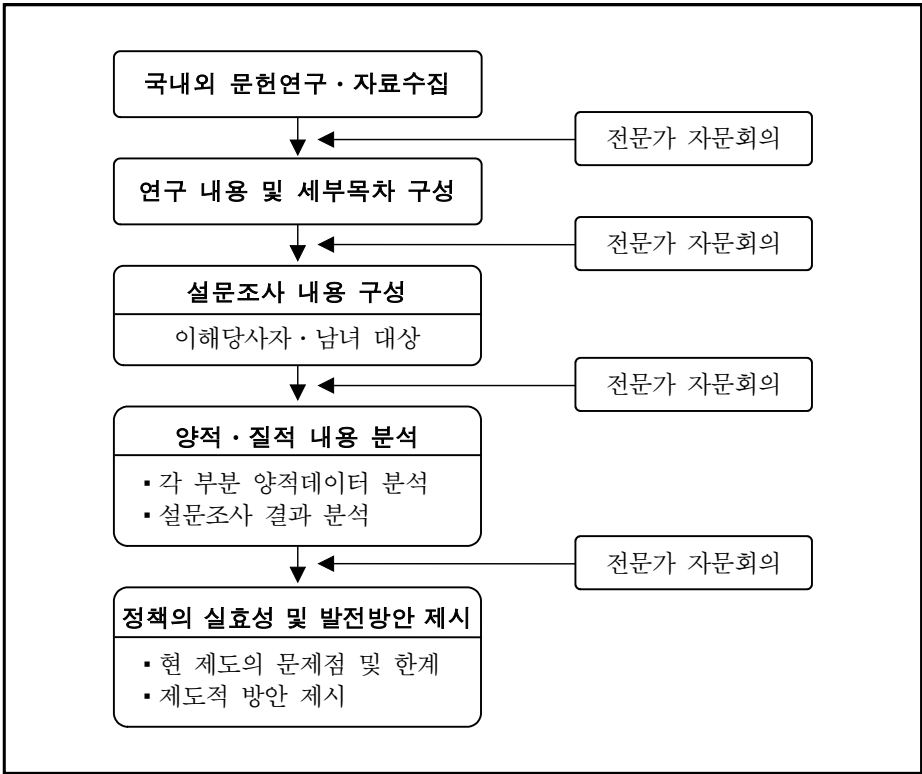 국내외 문헌연구・자료수집
전문가 자문회의
연구 내용 및 세부목차 구성
전문가 자문회의
설문조사 내용 구성
이해당사자・남녀 대상
전문가 자문회의
양적・질적 내용 분석
▪각 부분 양적데이터 분석
▪설문조사 결과 분석
전문가 자문회의
정책의 실효성 및 발전방안 제시
▪현 제도의 문제점 및 한계
▪제도적 방안 제시